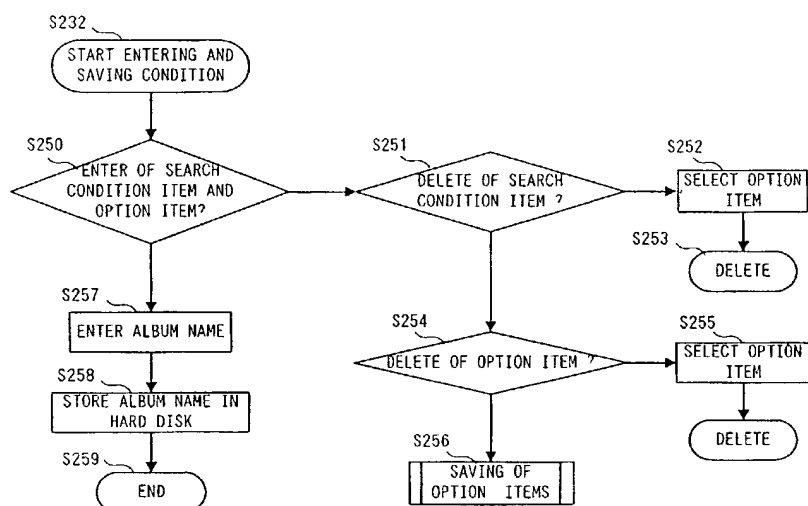 S232
START ENTERING AND
SAVING CONDITION
S250
ENTER OF SEARCH
CONDITION ITEM AND
OPTION ITEM?
S251
DELETE OF SEARCH
CONDITION ITEM ?
S252
SELECT OPTION
ITEM
S253
DELETE
S257
ENTER ALBUM NAME
S254
DELETE OF OPTION ITEM ?
S255
SELECT OPTION
ITEM
DELETE
S258
STORE ALBUM NAME IN
HARD DISK
S256
SAVING OF
OPTION ITEMS
S259
END